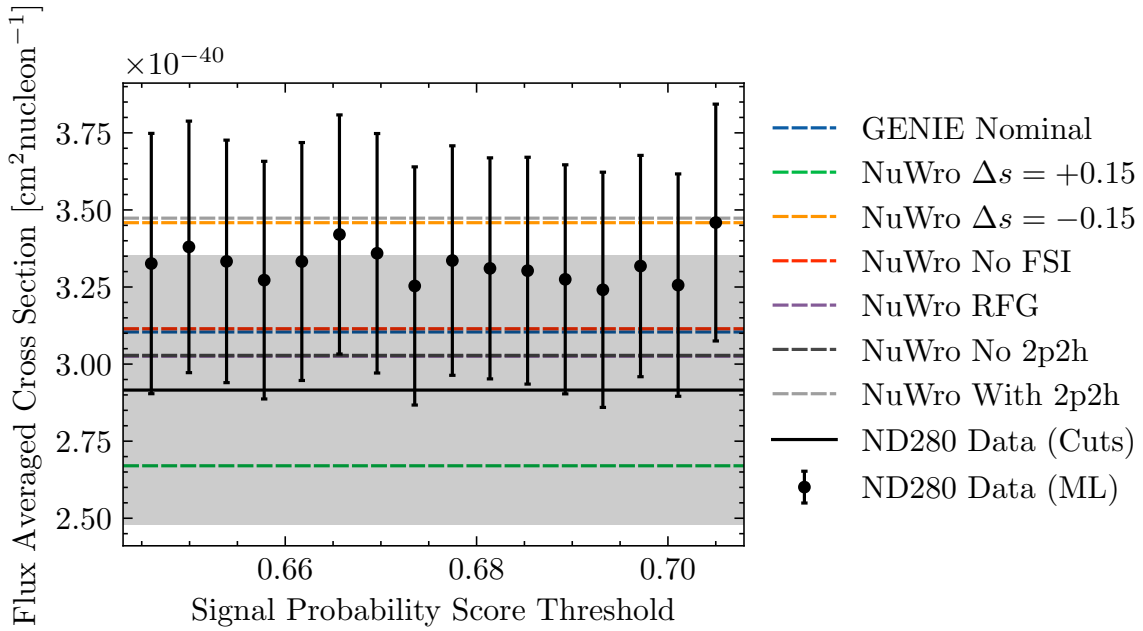 ×10⁻⁴⁰
Flux Averaged Cross Section [cm² nucleon⁻¹]
3.75
3.50
3.25
3.00
2.75
2.50
0.66
0.68
0.70
Signal Probability Score Threshold
GENIE Nominal
NuWro Δs = +0.15
NuWro Δs = −0.15
NuWro No FSI
NuWro RFG
NuWro No 2p2h
NuWro With 2p2h
ND280 Data (Cuts)
ND280 Data (ML)